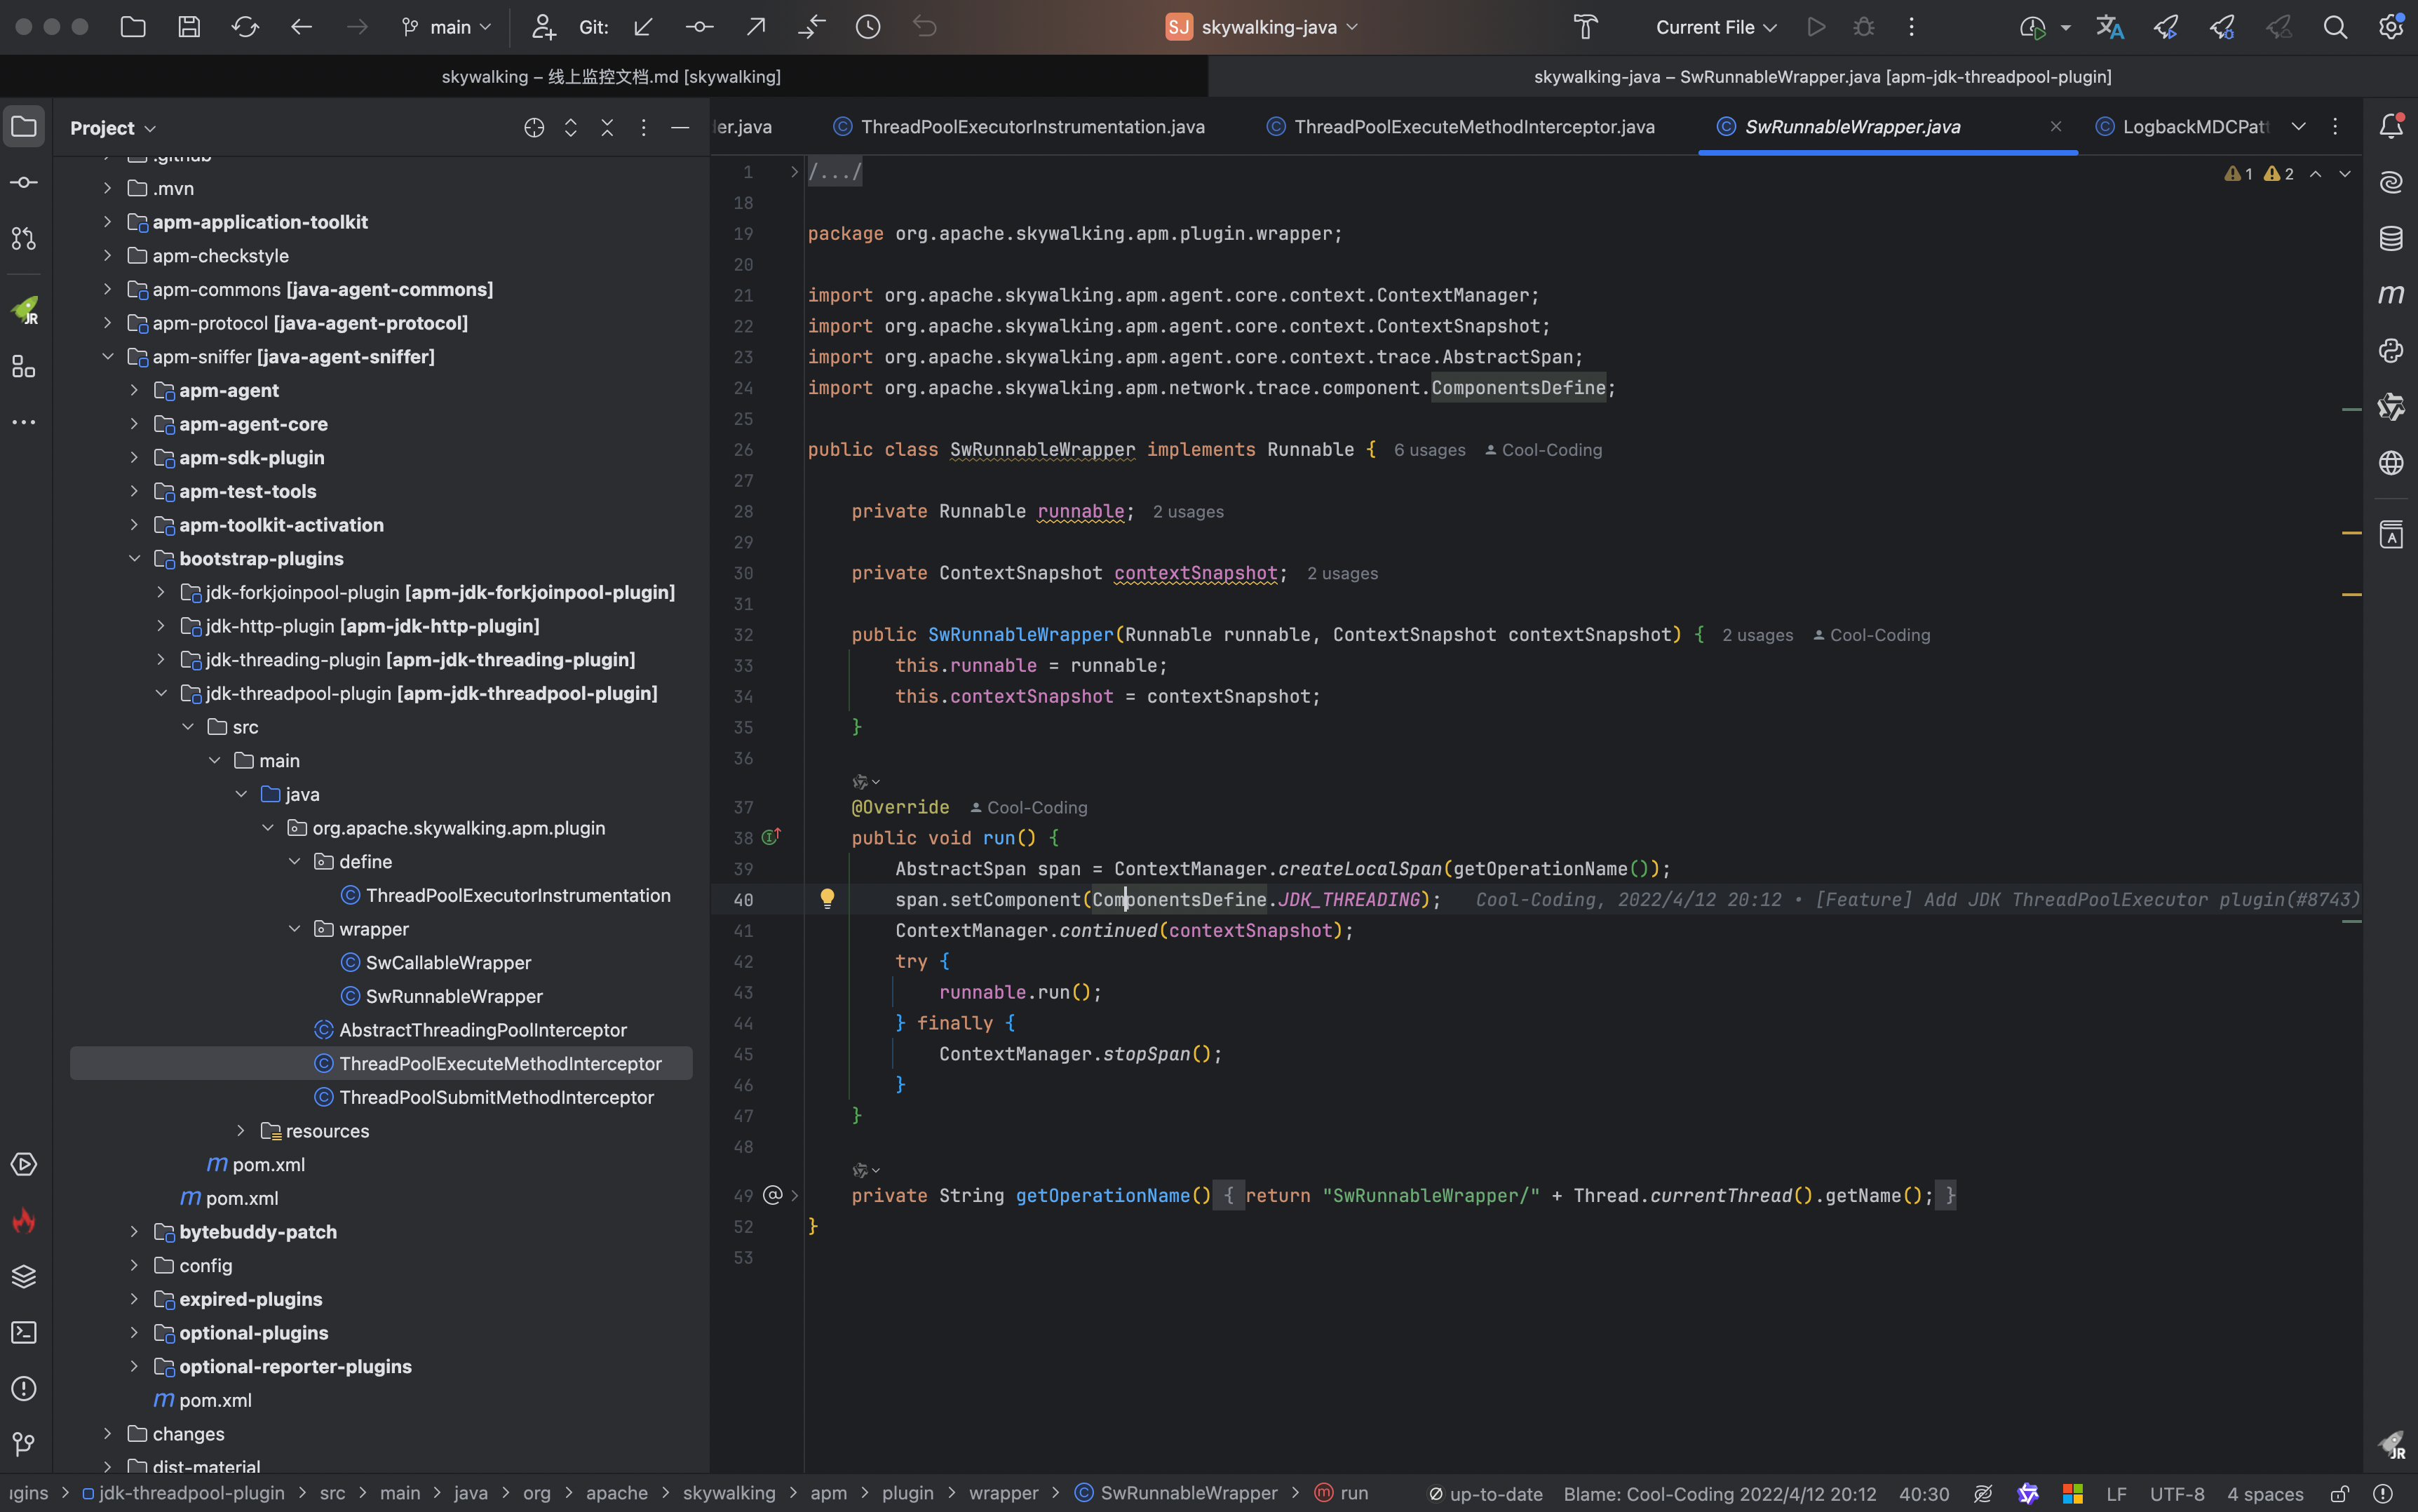 main
Git:
SJ skywalking-java
Current File
skywalking – 线上监控文档.md [skywalking]
skywalking-java – SwRunnableWrapper.java [apm-jdk-threadpool-plugin]
Project
.github
.mvn
apm-application-toolkit
apm-checkstyle
apm-commons [java-agent-commons]
apm-protocol [java-agent-protocol]
apm-sniffer [java-agent-sniffer]
apm-agent
apm-agent-core
apm-sdk-plugin
apm-test-tools
apm-toolkit-activation
bootstrap-plugins
jdk-forkjoinpool-plugin [apm-jdk-forkjoinpool-plugin]
jdk-http-plugin [apm-jdk-http-plugin]
jdk-threading-plugin [apm-jdk-threading-plugin]
jdk-threadpool-plugin [apm-jdk-threadpool-plugin]
src
main
java
org.apache.skywalking.apm.plugin
define
ThreadPoolExecutorInstrumentation
wrapper
SwCallableWrapper
SwRunnableWrapper
AbstractThreadingPoolInterceptor
ThreadPoolExecuteMethodInterceptor
ThreadPoolSubmitMethodInterceptor
resources
pom.xml
pom.xml
bytebuddy-patch
config
expired-plugins
optional-plugins
optional-reporter-plugins
pom.xml
changes
dist-material
er.java
ThreadPoolExecutorInstrumentation.java
ThreadPoolExecuteMethodInterceptor.java
SwRunnableWrapper.java
LogbackMDCPatt
1 2
1 /.../
18
19 package org.apache.skywalking.apm.plugin.wrapper;
20
21 import org.apache.skywalking.apm.agent.core.context.ContextManager;
22 import org.apache.skywalking.apm.agent.core.context.ContextSnapshot;
23 import org.apache.skywalking.apm.agent.core.context.trace.AbstractSpan;
24 import org.apache.skywalking.apm.network.trace.component.ComponentsDefine;
25
26 public class SwRunnableWrapper implements Runnable { 6 usages Cool-Coding
27
28 private Runnable runnable; 2 usages
29
30 private ContextSnapshot contextSnapshot; 2 usages
31
32 public SwRunnableWrapper(Runnable runnable, ContextSnapshot contextSnapshot) { 2 usages Cool-Coding
33 this.runnable = runnable;
34 this.contextSnapshot = contextSnapshot;
35 }
36
37 @Override Cool-Coding
38 public void run() {
39 AbstractSpan span = ContextManager.createLocalSpan(getOperationName());
40 span.setComponent(ComponentsDefine.JDK_THREADING); Cool-Coding, 2022/4/12 20:12 • [Feature] Add JDK ThreadPoolExecutor plugin(#8743)
41 ContextManager.continued(contextSnapshot);
42 try {
43 runnable.run();
44 } finally {
45 ContextManager.stopSpan();
46 }
47 }
48
49 private String getOperationName() { return "SwRunnableWrapper/" + Thread.currentThread().getName(); }
52 }
53
JR
A
JR
ugins > jdk-threadpool-plugin > src > main > java > org > apache > skywalking > apm > plugin > wrapper > SwRunnableWrapper > run
up-to-date Blame: Cool-Coding 2022/4/12 20:12 40:30 LF UTF-8 4 spaces